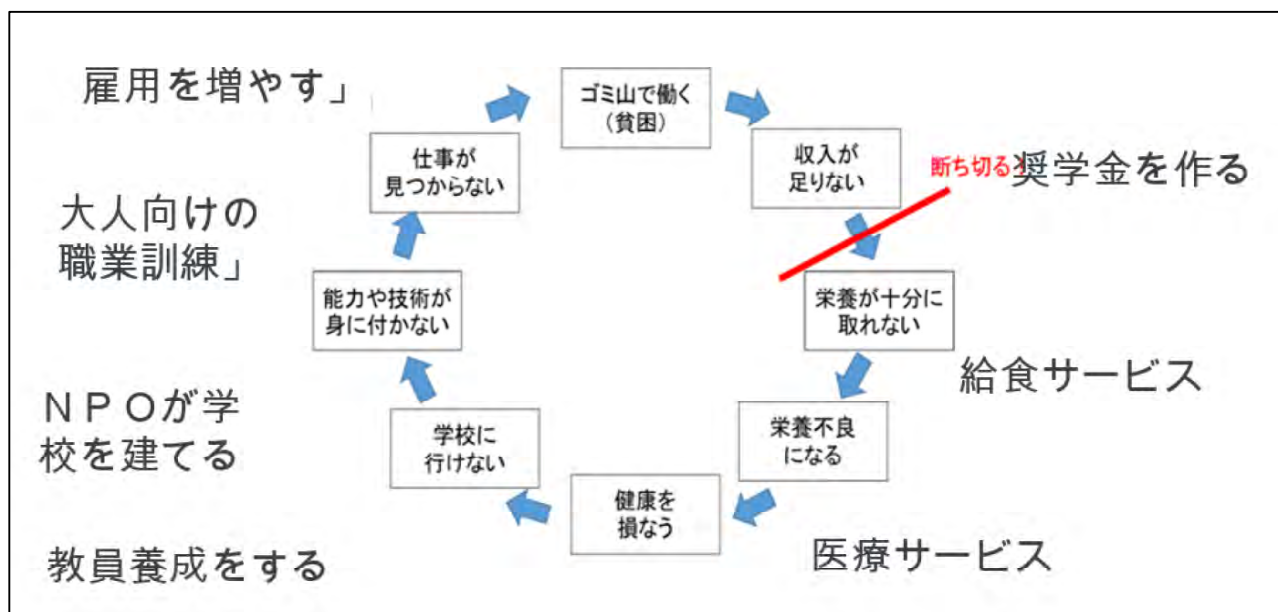 雇用を増やす」
ゴミ山で働く
(貧困)
仕事が
見つからない
収入が
足りない
断ち切る!
奨学金を作る
大人向けの
職業訓練」
能力や技術が
身に付かない
栄養が十分に
取れない
給食サービス
NPOが学
校を建てる
学校に
行けない
栄養不良
になる
健康を
損なう
医療サービス
教員養成をする